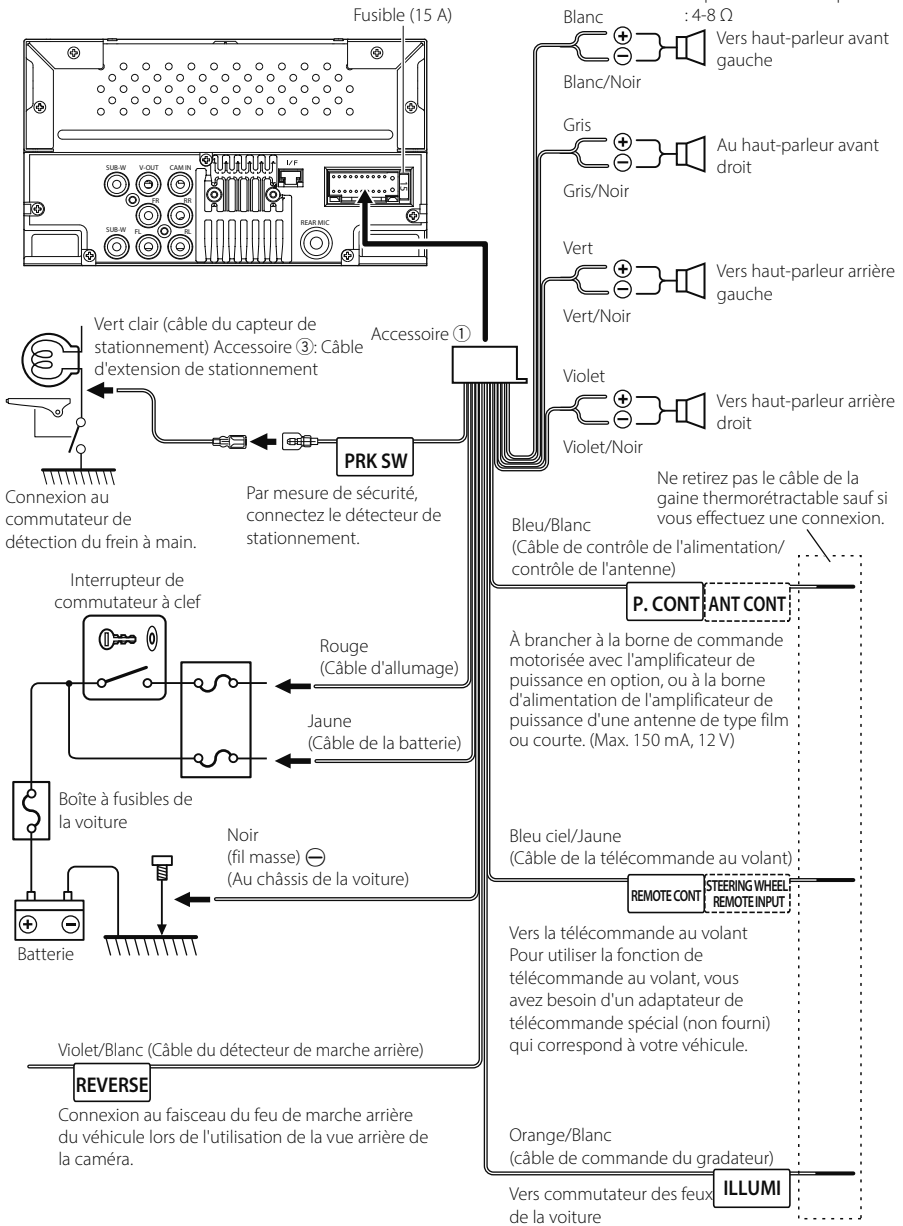 Fusible (15 A)
SUB-W
V-OUT
CAM IN
I/F
15
FR
RR
SUB-W
FL
RL
REAR MIC
Blanc
: 4-8 Ω
⊕
⊖
Vers haut-parleur avant
gauche
Blanc/Noir
Gris
⊕
⊖
Au haut-parleur avant
droit
Gris/Noir
Vert
⊕
⊖
Vers haut-parleur arrière
gauche
Vert/Noir
Violet
⊕
⊖
Vers haut-parleur arrière
droit
Violet/Noir
Vert clair (câble du capteur de
stationnement) Accessoire ③: Câble
d'extension de stationnement
Accessoire ①
PRK SW
Connexion au
commutateur de
détection du frein à main.
Par mesure de sécurité,
connectez le détecteur de
stationnement.
Ne retirez pas le câble de la
gaine thermorétractable sauf si
vous effectuez une connexion.
Bleu/Blanc
(Câble de contrôle de l'alimentation/
contrôle de l'antenne)
P. CONT
ANT CONT
À brancher à la borne de commande
motorisée avec l'amplificateur de
puissance en option, ou à la borne
d'alimentation de l'amplificateur de
puissance d'une antenne de type film
ou courte. (Max. 150 mA, 12 V)
Interrupteur de
commutateur à clef
Rouge
(Câble d'allumage)
Jaune
(Câble de la batterie)
Boîte à fusibles de
la voiture
Noir
(fil masse) ⊖
(Au châssis de la voiture)
⊕
⊖
Batterie
Bleu ciel/Jaune
(Câble de la télécommande au volant)
REMOTE CONT
STEERING WHEEL
REMOTE INPUT
Vers la télécommande au volant
Pour utiliser la fonction de
télécommande au volant, vous
avez besoin d'un adaptateur de
télécommande spécial (non fourni)
qui correspond à votre véhicule.
Violet/Blanc (Câble du détecteur de marche arrière)
REVERSE
Connexion au faisceau du feu de marche arrière
du véhicule lors de l'utilisation de la vue arrière de
la caméra.
Orange/Blanc
(câble de commande du gradateur)
ILLUMI
Vers commutateur des feux
de la voiture